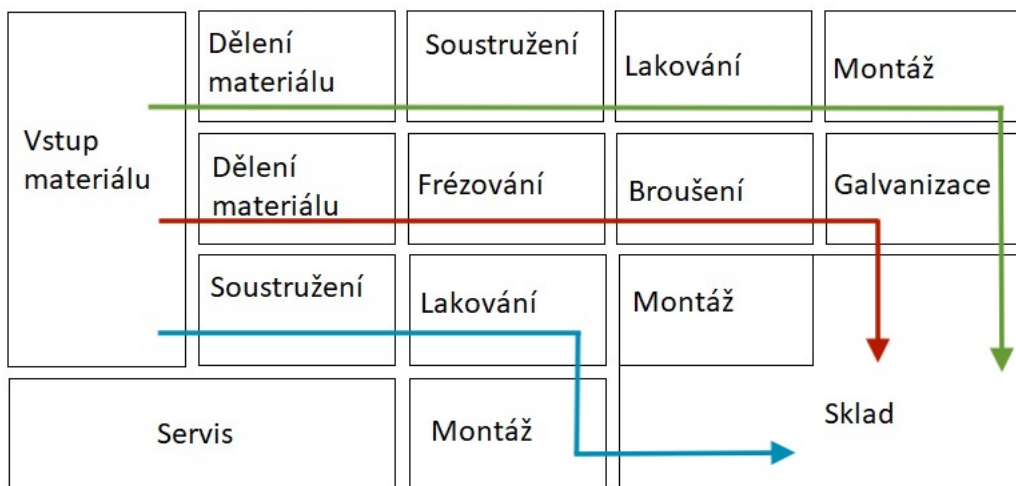 Dělení
materiálu
Soustružení
Lakování
Montáž
Vstup
materiálu
Dělení
materiálu
Frézování
Broušení
Galvanizace
Soustružení
Lakování
Montáž
Servis
Montáž
Sklad